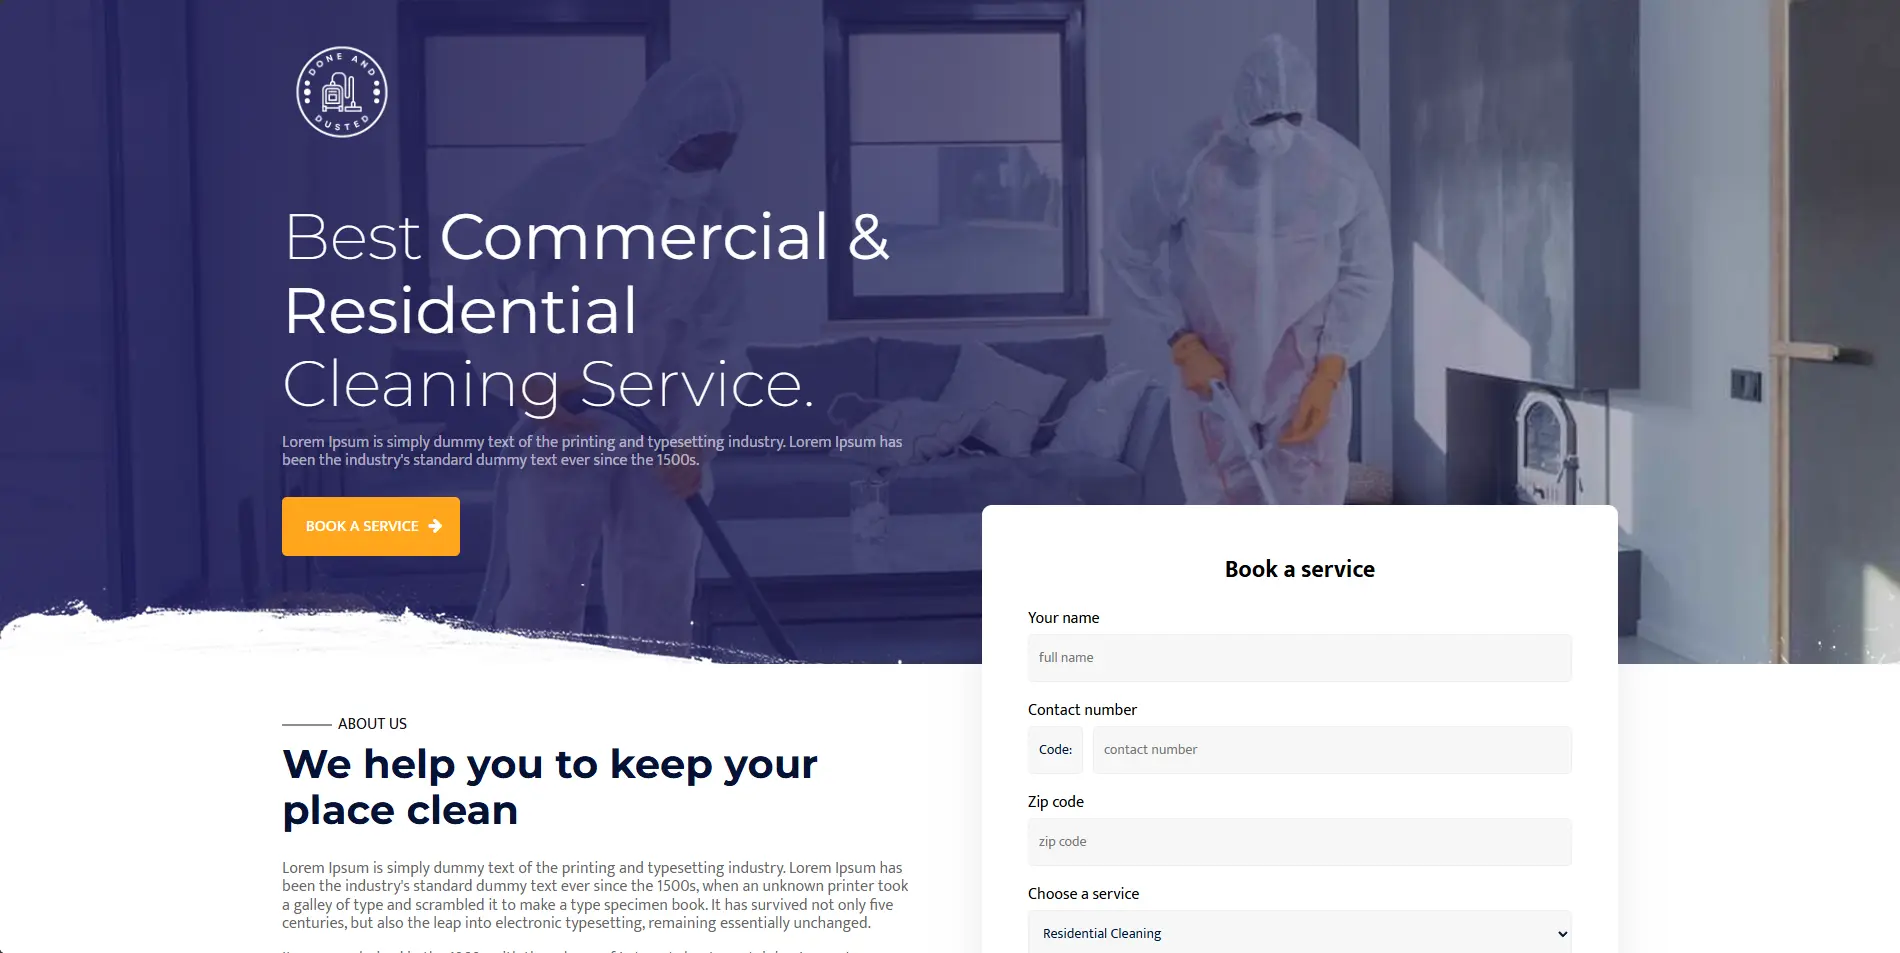 DONE AND
DUSTED
Best Commercial &
Residential
Cleaning Service.
Lorem Ipsum is simply dummy text of the printing and typesetting industry. Lorem Ipsum has
been the industry's standard dummy text ever since the 1500s.
BOOK A SERVICE
Book a service
Your name
full name
Contact number
Code:
contact number
Zip code
zip code
Choose a service
Residential Cleaning
ABOUT US
We help you to keep your
place clean
Lorem Ipsum is simply dummy text of the printing and typesetting industry. Lorem Ipsum has
been the industry's standard dummy text ever since the 1500s, when an unknown printer took
a galley of type and scrambled it to make a type specimen book. It has survived not only five
centuries, but also the leap into electronic typesetting, remaining essentially unchanged.